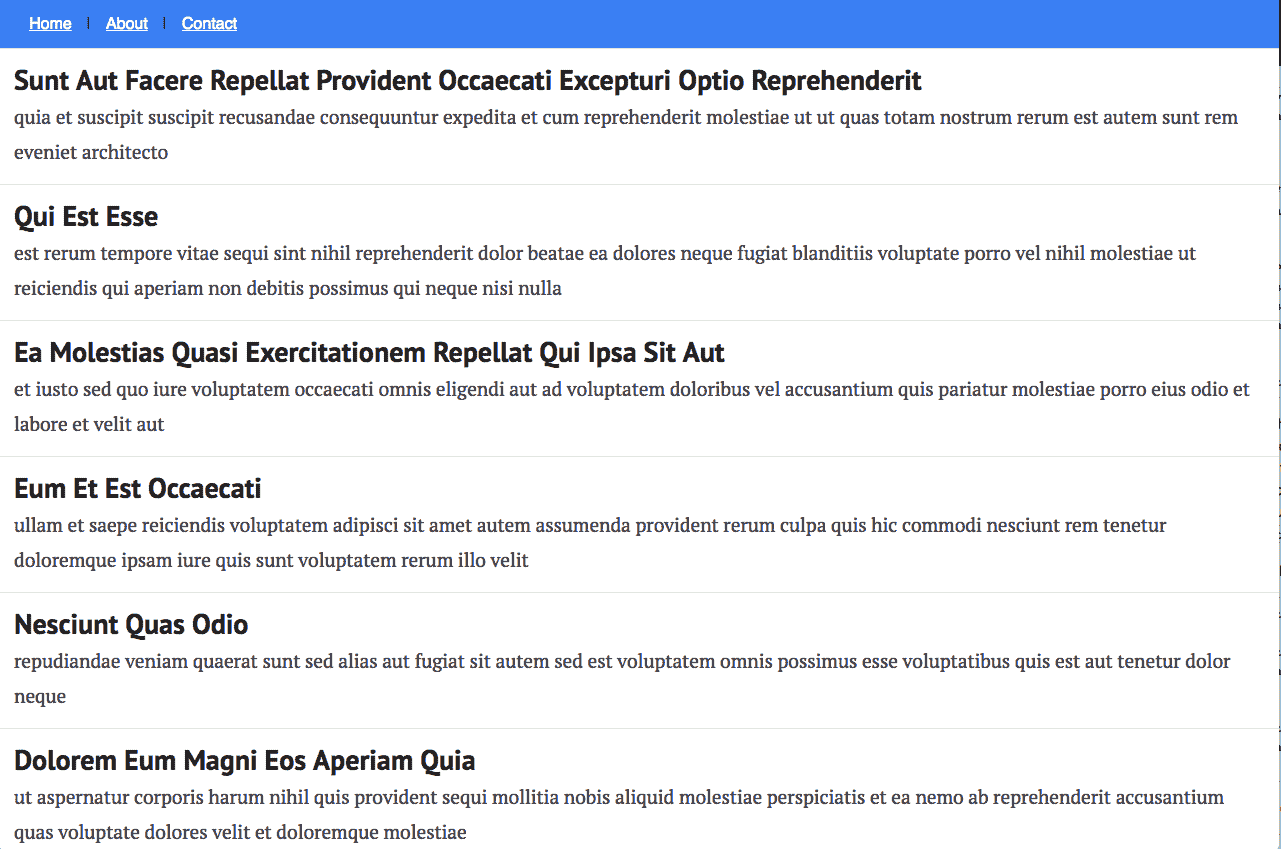 Home | About | Contact
Sunt Aut Facere Repellat Provident Occaecati Excepturi Optio Reprehenderit
quia et suscipit suscipit recusandae consequuntur expedita et cum reprehenderit molestiae ut ut quas totam nostrum rerum est autem sunt rem
eveniet architecto
Qui Est Esse
est rerum tempore vitae sequi sint nihil reprehenderit dolor beatae ea dolores neque fugiat blanditiis voluptate porro vel nihil molestiae ut
reiciendis qui aperiam non debitis possimus qui neque nisi nulla
Ea Molestias Quasi Exercitationem Repellat Qui Ipsa Sit Aut
et iusto sed quo iure voluptatem occaecati omnis eligendi aut ad voluptatem doloribus vel accusantium quis pariatur molestiae porro eius odio et
labore et velit aut
Eum Et Est Occaecati
ullam et saepe reiciendis voluptatem adipisci sit amet autem assumenda provident rerum culpa quis hic commodi nesciunt rem tenetur
doloremque ipsam iure quis sunt voluptatem rerum illo velit
Nesciunt Quas Odio
repudiandae veniam quaerat sunt sed alias aut fugiat sit autem sed est voluptatem omnis possimus esse voluptatibus quis est aut tenetur dolor
neque
Dolorem Eum Magni Eos Aperiam Quia
ut aspernatur corporis harum nihil quis provident sequi mollitia nobis aliquid molestiae perspiciatis et ea nemo ab reprehenderit accusantium
quas voluptate dolores velit et doloremque molestiae